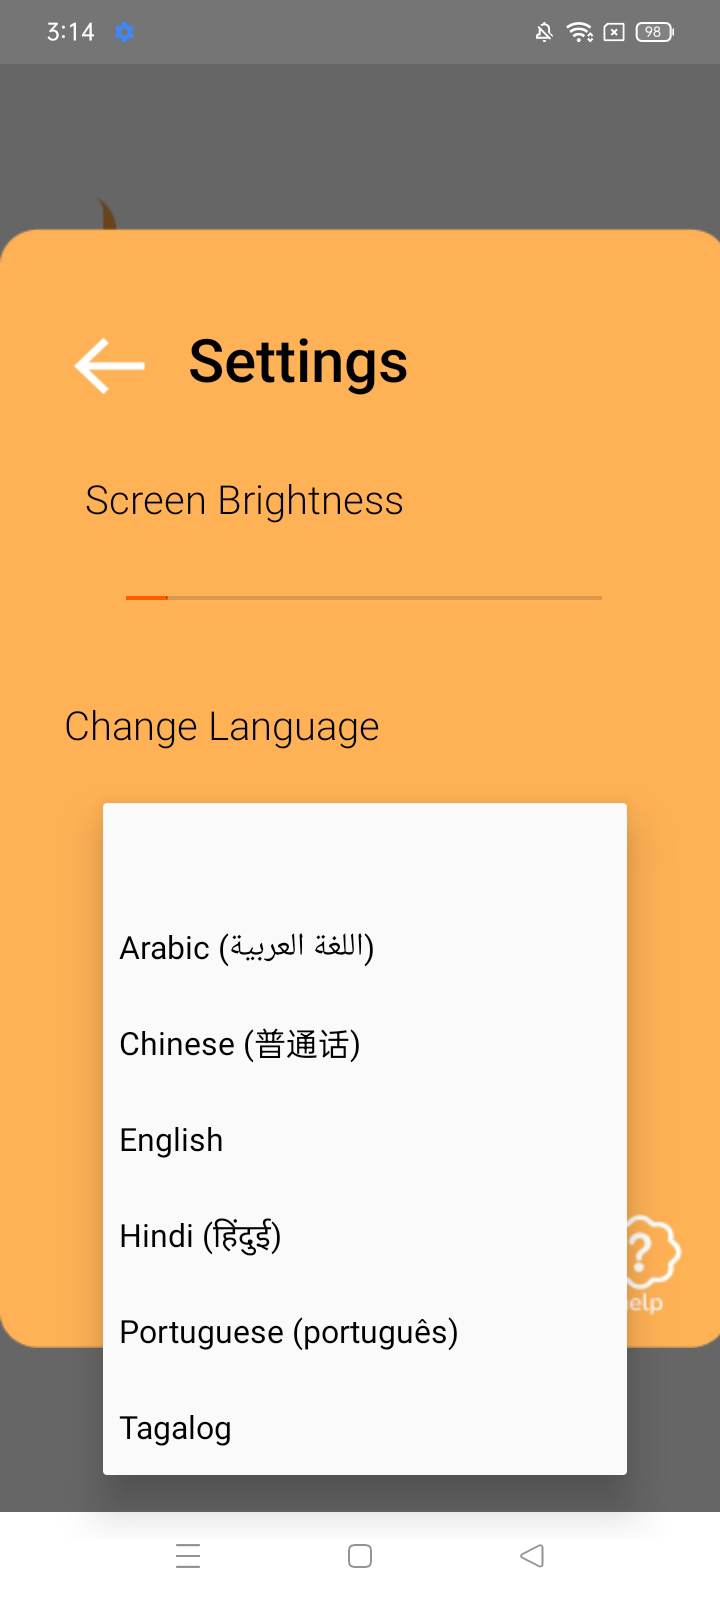 3:14
98
Settings
Screen Brightness
Change Language
Arabic (اللغة العربية)
Chinese (普通话)
English
Hindi (हिंदुई)
Portuguese (português)
elp
Tagalog